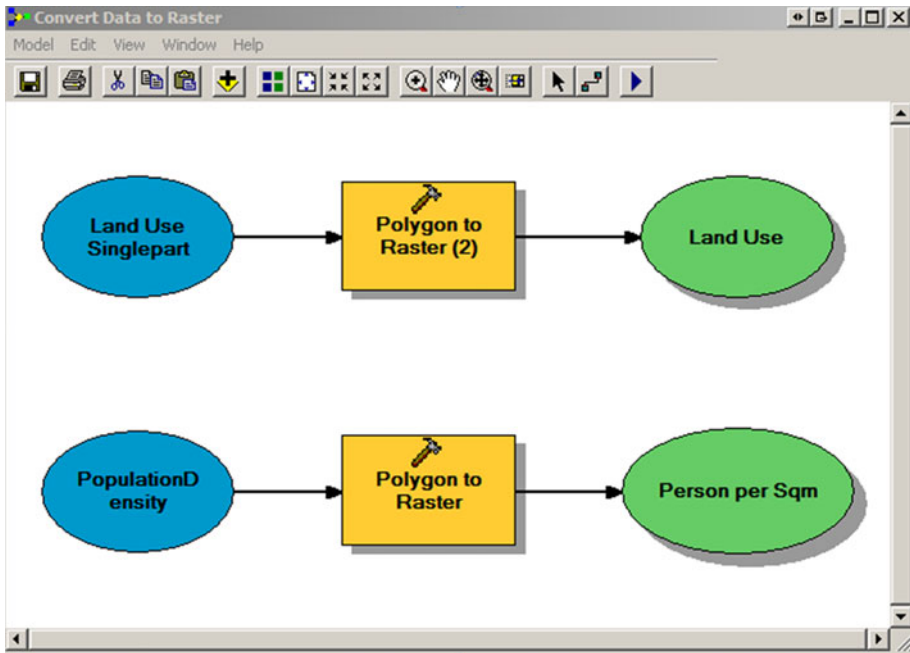 Convert Data to Raster
Model Edit View Window Help
Land Use
Singlepart
Polygon to
Raster (2)
Land Use
PopulationD
ensity
Polygon to
Raster
Person per Sqm